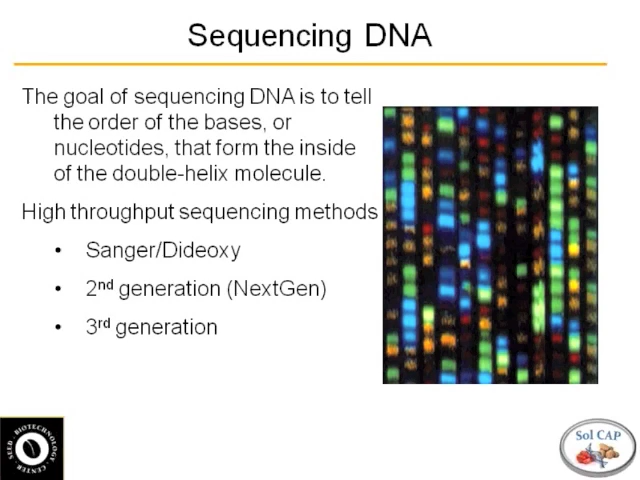 Sequencing DNA
The goal of sequencing DNA is to tell
the order of the bases, or
nucleotides, that form the inside
of the double-helix molecule.
High throughput sequencing methods
• Sanger/Dideoxy
• 2nd generation (NextGen)
• 3rd generation
SEED · BIOTECHNOLOGY · CENTER
Sol CAP